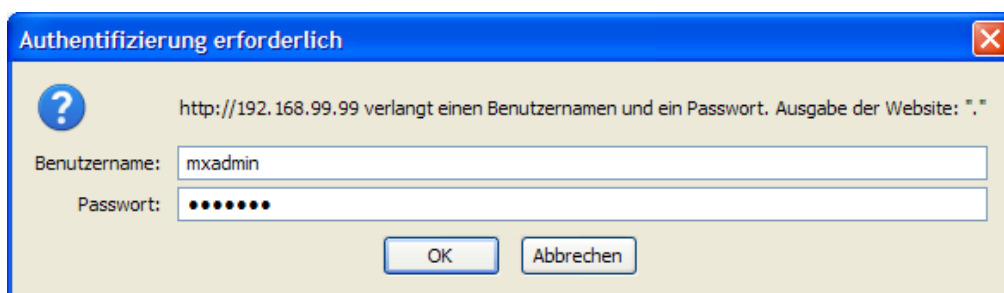 Authentifizierung erforderlich
http://192.168.99.99 verlangt einen Benutzernamen und ein Passwort. Ausgabe der Website: "."
Benutzername: mxadmin
Passwort: •••••••
OK Abbrechen